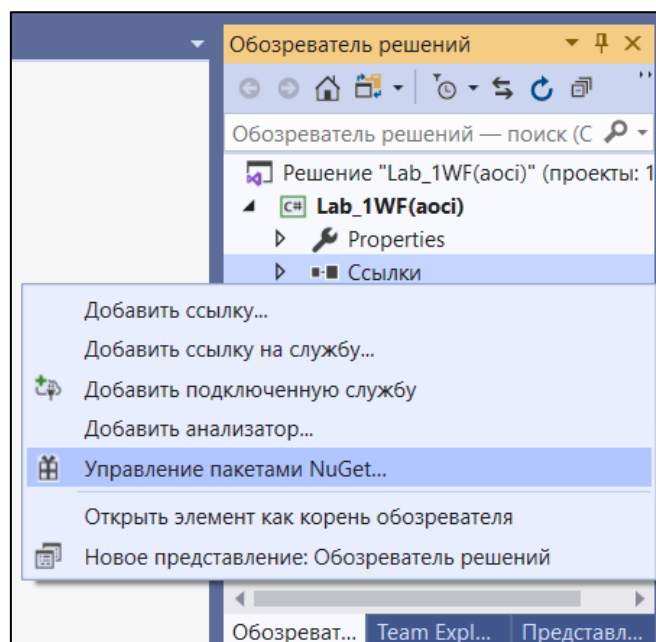 Обозреватель решений
Обозреватель решений — поиск (C
Решение "Lab_1WF(aoci)" (проекты: 1
C# Lab_1WF(aoci)
Properties
Ссылки
Добавить ссылку...
Добавить ссылку на службу...
Добавить подключенную службу
Добавить анализатор...
Управление пакетами NuGet...
Открыть элемент как корень обозревателя
Новое представление: Обозреватель решений
Обозреват... Team Expl... Представл...